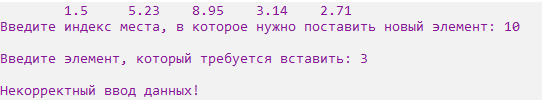 1.5 5.23 8.95 3.14 2.71
Введите индекс места, в которое нужно поставить новый элемент: 10
Введите элемент, который требуется вставить: 3
Некорректный ввод данных!